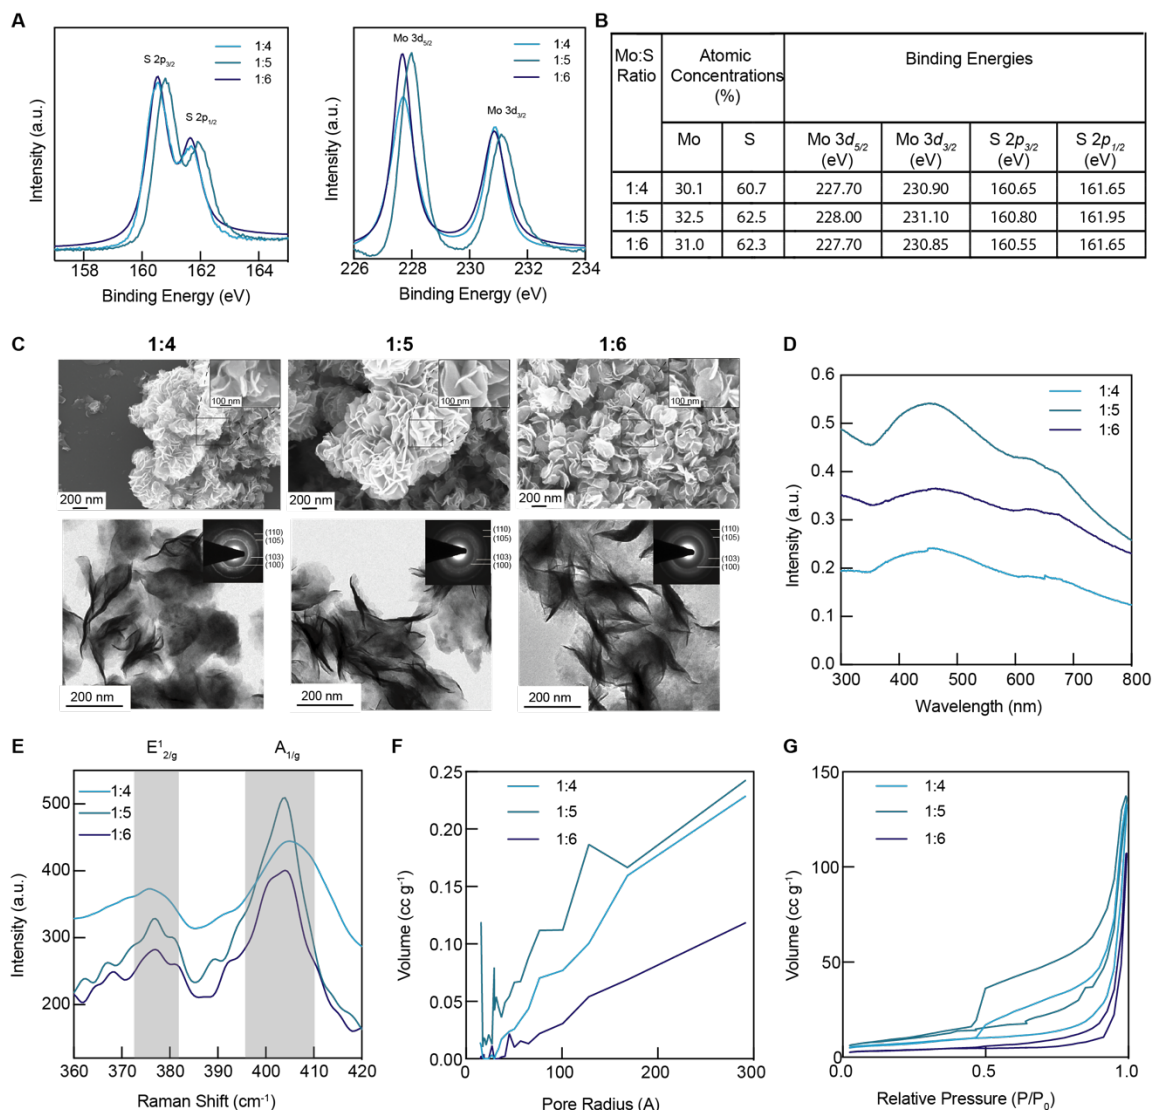 A
S 2p3/2
S 2p1/2
1:4
1:5
1:6
Intensity (a.u.)
158
160
162
164
Binding Energy (eV)
Mo 3d5/2
Mo 3d3/2
1:4
1:5
1:6
Intensity (a.u.)
226
228
230
232
234
Binding Energy (eV)
B
Mo:S Ratio
Atomic Concentrations (%)
Binding Energies
Mo S Mo 3d5/2 (eV) Mo 3d3/2 (eV) S 2p3/2 (eV) S 2p1/2 (eV)
1:4 30.1 60.7 227.70 230.90 160.65 161.65
1:5 32.5 62.5 228.00 231.10 160.80 161.95
1:6 31.0 62.3 227.70 230.85 160.55 161.65
C
1:4
1:5
1:6
100 nm
100 nm
100 nm
200 nm
200 nm
200 nm
(110)
(105)
(103)
(100)
(110)
(105)
(103)
(100)
(110)
(105)
(103)
(100)
200 nm
200 nm
200 nm
D
1:4
1:5
1:6
0.6
0.5
0.4
0.3
0.2
0.1
0.0
Intensity (a.u.)
300 400 500 600 700 800
Wavelength (nm)
E
E¹2/g
A1/g
1:4
1:5
1:6
500
400
300
200
Intensity (a.u.)
360 370 380 390 400 410 420
Raman Shift (cm⁻¹)
F
1:4
1:5
1:6
0.25
0.20
0.15
0.10
0.05
0.00
Volume (cc g⁻¹)
0 100 200 300
Pore Radius (A)
G
1:4
1:5
1:6
150
100
50
0
Volume (cc g⁻¹)
0.0 0.5 1.0
Relative Pressure (P/P0)